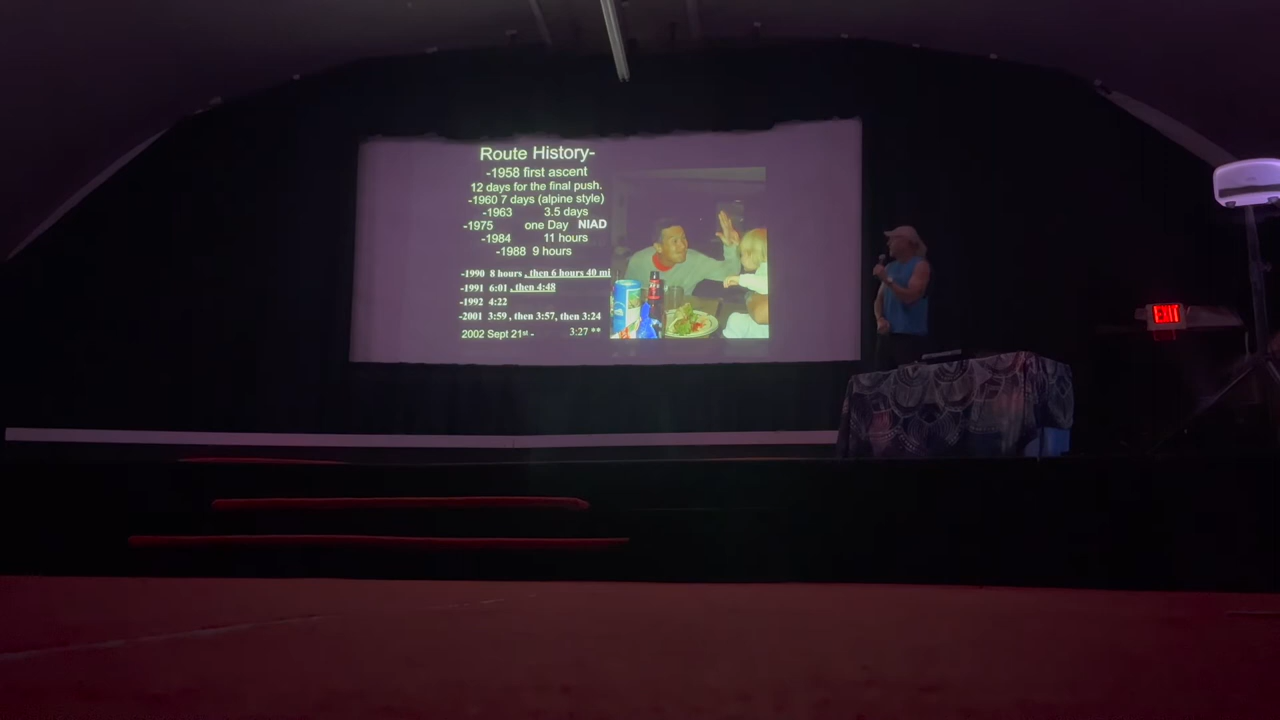 Route History-
-1958 first ascent
12 days for the final push.
-1960 7 days (alpine style)
-1963 3.5 days
-1975 one Day NIAD
-1984 11 hours
-1988 9 hours
-1990 8 hours , then 6 hours 40 mi
-1991 6:01 , then 4:48
-1992 4:22
-2001 3:59 , then 3:57, then 3:24
2002 Sept 21st - 3:27 **
EXIT